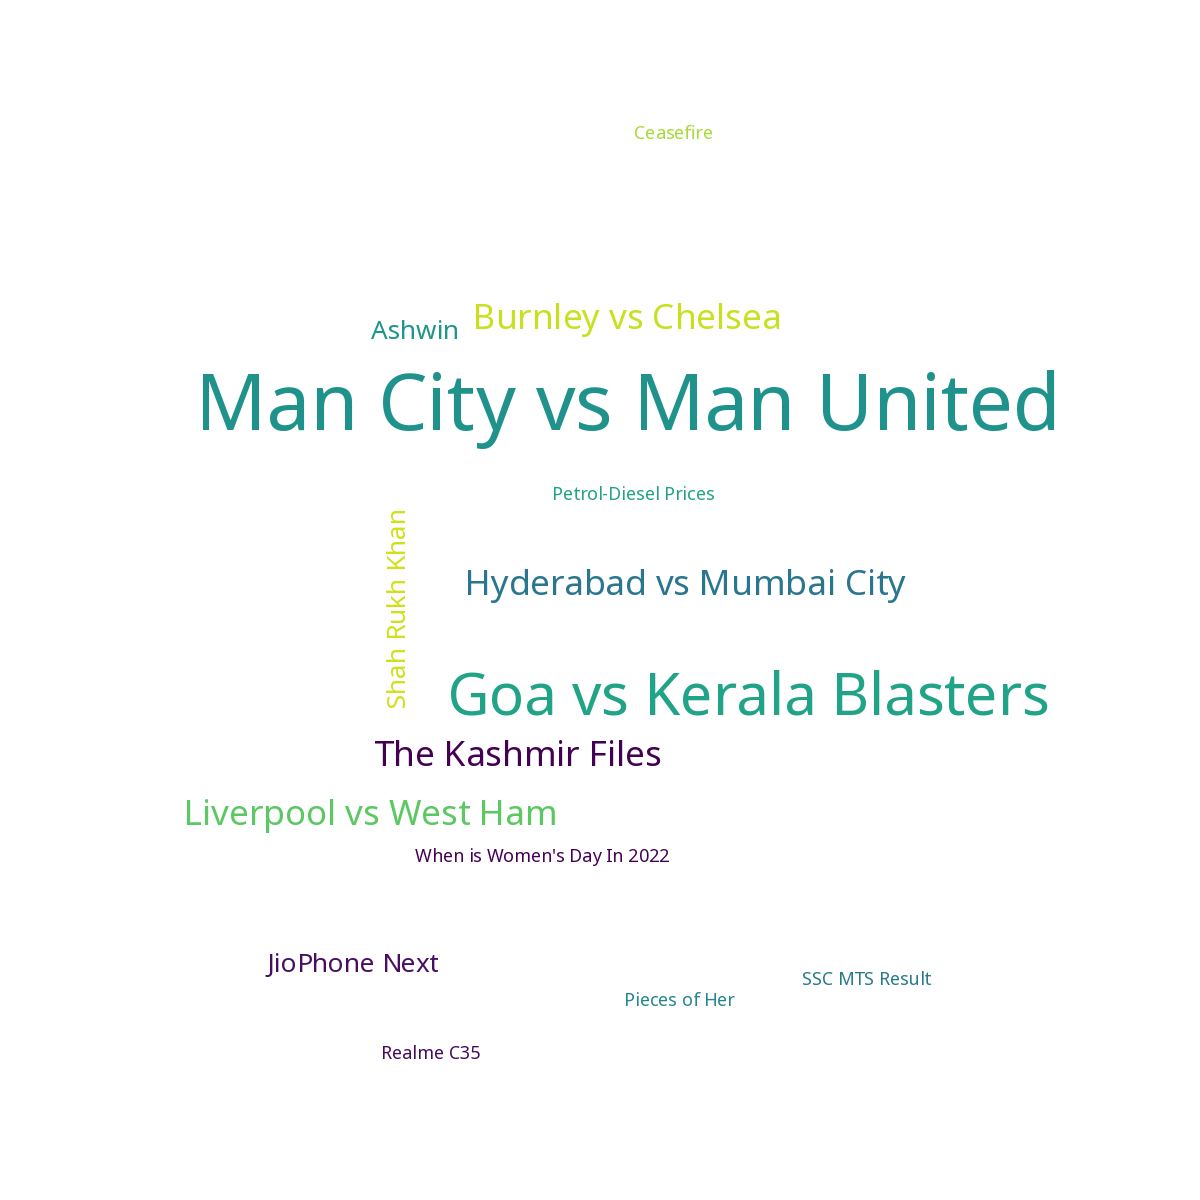 Ceasefire
Burnley vs Chelsea
Ashwin
Man City vs Man United
Petrol-Diesel Prices
Shah Rukh Khan
Hyderabad vs Mumbai City
Goa vs Kerala Blasters
The Kashmir Files
Liverpool vs West Ham
When is Women's Day In 2022
JioPhone Next
SSC MTS Result
Pieces of Her
Realme C35